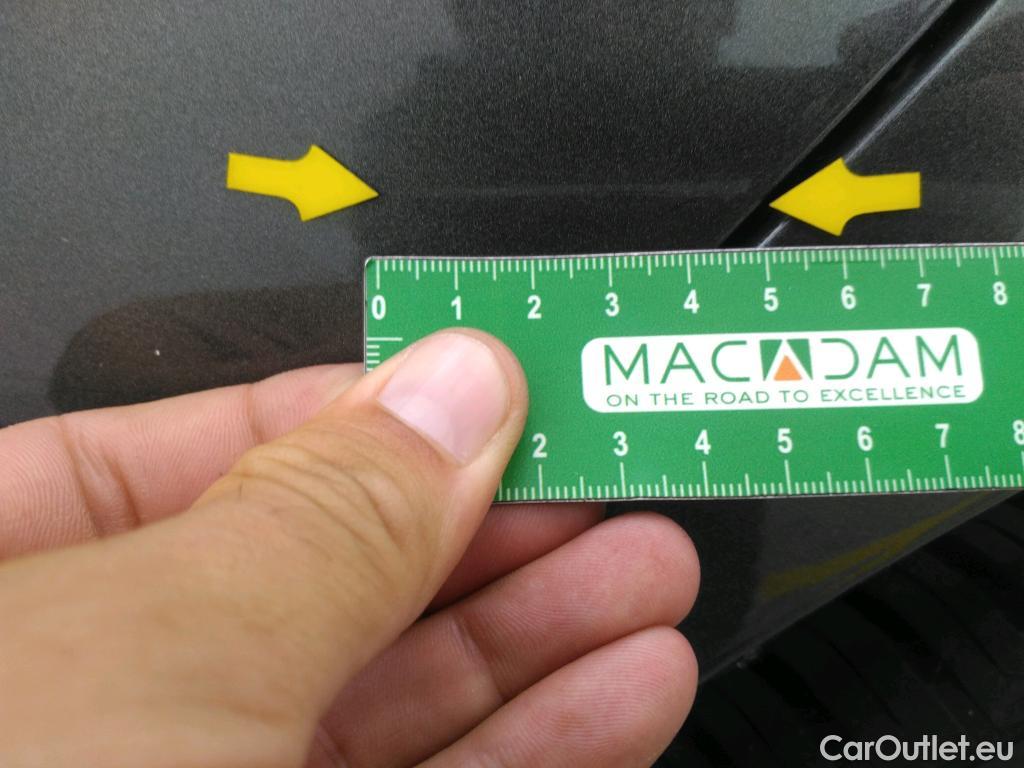 0 1 2 3 4 5 6 7 8
MACADAM
ON THE ROAD TO EXCELLENCE
2 3 4 5 6 7 8
CarOutlet.eu